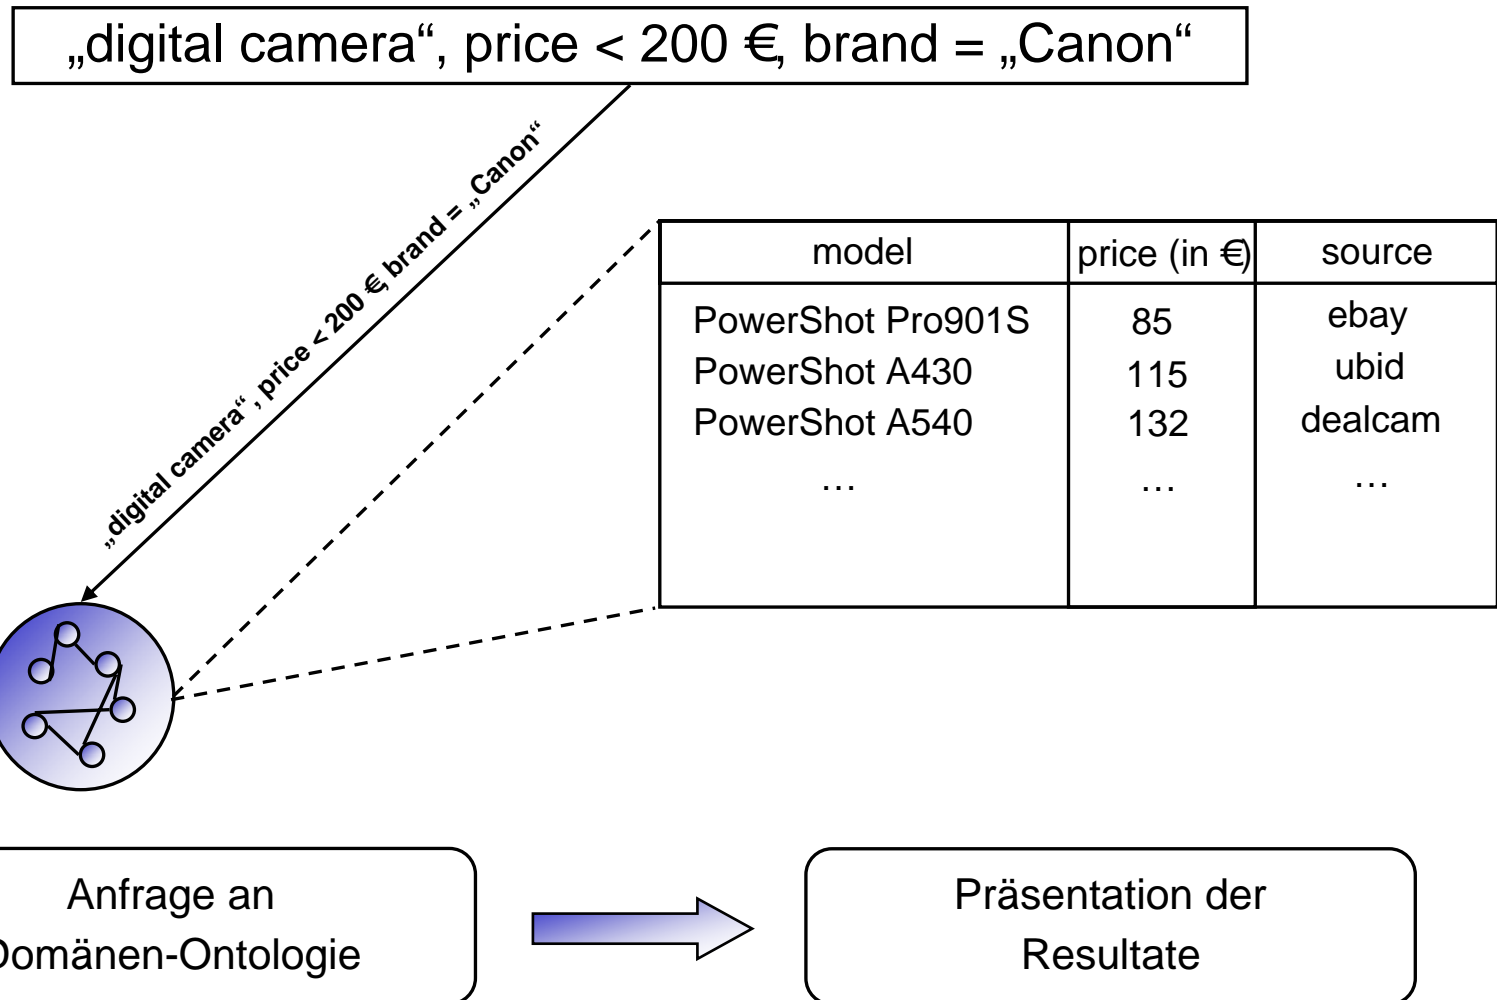 „digital camera“, price < 200 €, brand = „Canon“
„digital camera“, price < 200 €, brand = „Canon“
model price (in €) source
PowerShot Pro901S 85 ebay
PowerShot A430 115 ubid
PowerShot A540 132 dealcam
… … …
Anfrage an
Domänen-Ontologie
Präsentation der
Resultate